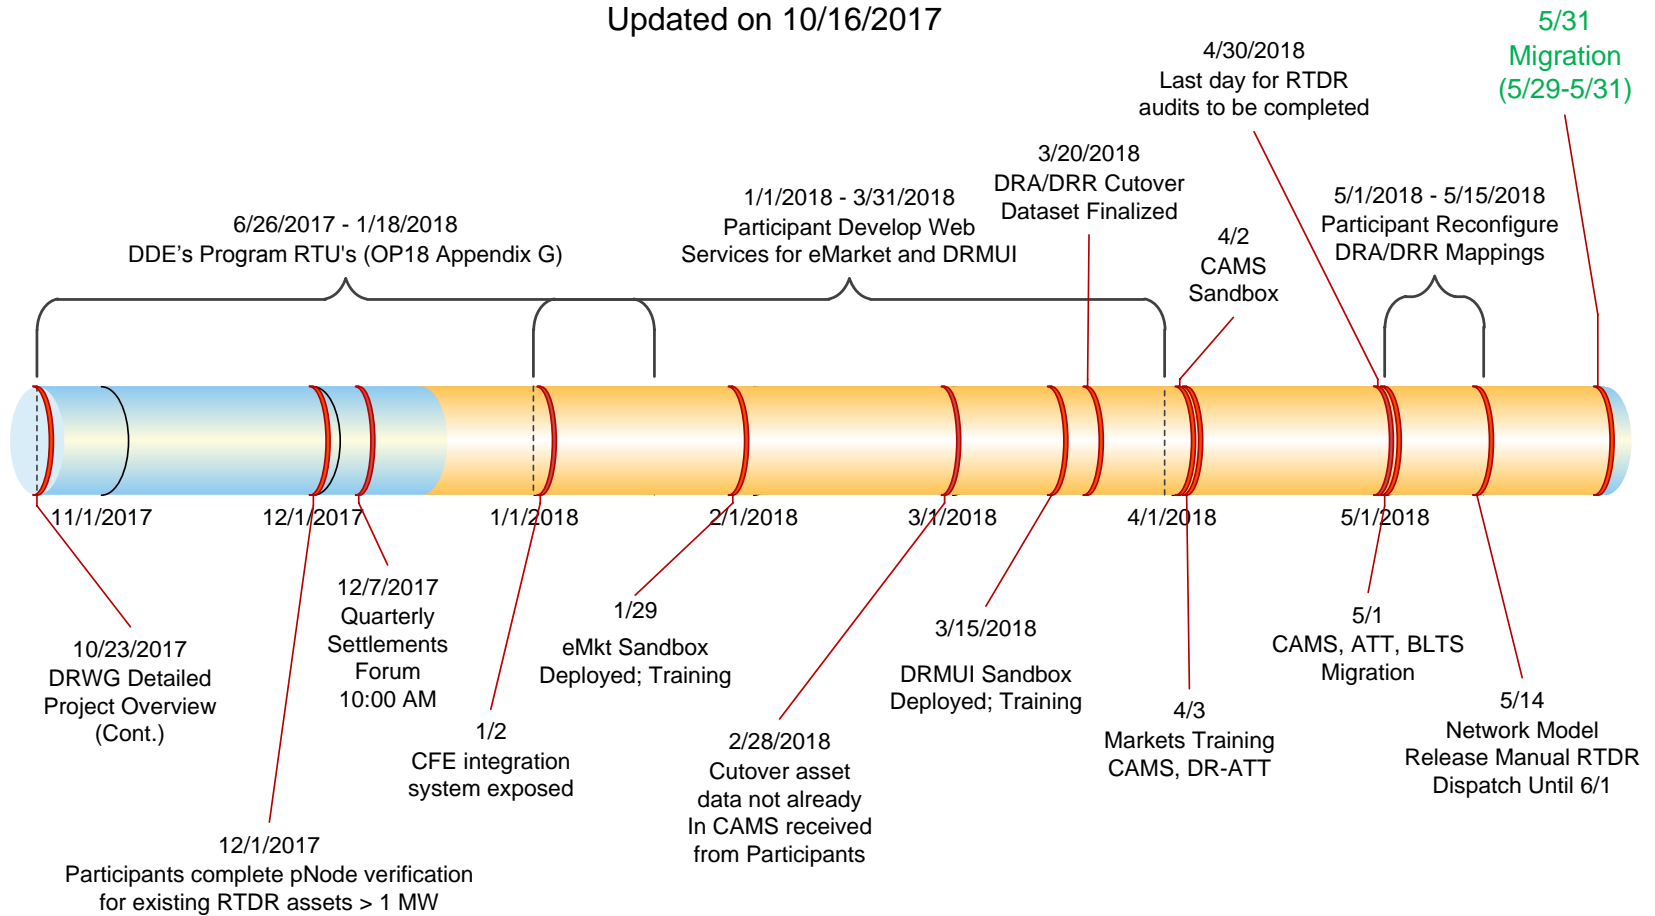 Updated on 10/16/2017
5/31
Migration
(5/29-5/31)
4/30/2018
Last day for RTDR
audits to be completed
3/20/2018
DRA/DRR Cutover
Dataset Finalized
1/1/2018 - 3/31/2018
Participant Develop Web
Services for eMarket and DRMUI
5/1/2018 - 5/15/2018
Participant Reconfigure
DRA/DRR Mappings
6/26/2017 - 1/18/2018
DDE's Program RTU's (OP18 Appendix G)
4/2
CAMS
Sandbox
11/1/2017
12/1/2017
1/1/2018
2/1/2018
3/1/2018
4/1/2018
5/1/2018
10/23/2017
DRWG Detailed
Project Overview
(Cont.)
12/1/2017
Participants complete pNode verification
for existing RTDR assets > 1 MW
12/7/2017
Quarterly
Settlements
Forum
10:00 AM
1/2
CFE integration
system exposed
1/29
eMkt Sandbox
Deployed; Training
2/28/2018
Cutover asset
data not already
In CAMS received
from Participants
3/15/2018
DRMUI Sandbox
Deployed; Training
4/3
Markets Training
CAMS, DR-ATT
5/1
CAMS, ATT, BLTS
Migration
5/14
Network Model
Release Manual RTDR
Dispatch Until 6/1